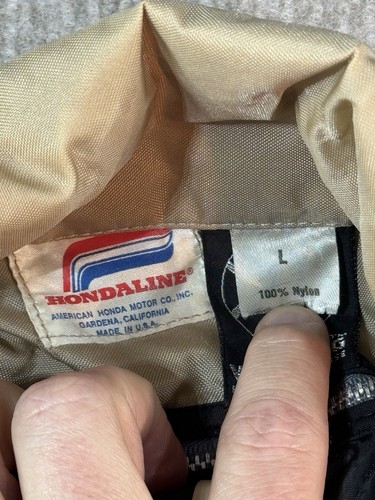 HONDALINE®
AMERICAN HONDA MOTOR CO., INC.
GARDENA, CALIFORNIA
MADE IN U.S.A.
L
100% Nylon